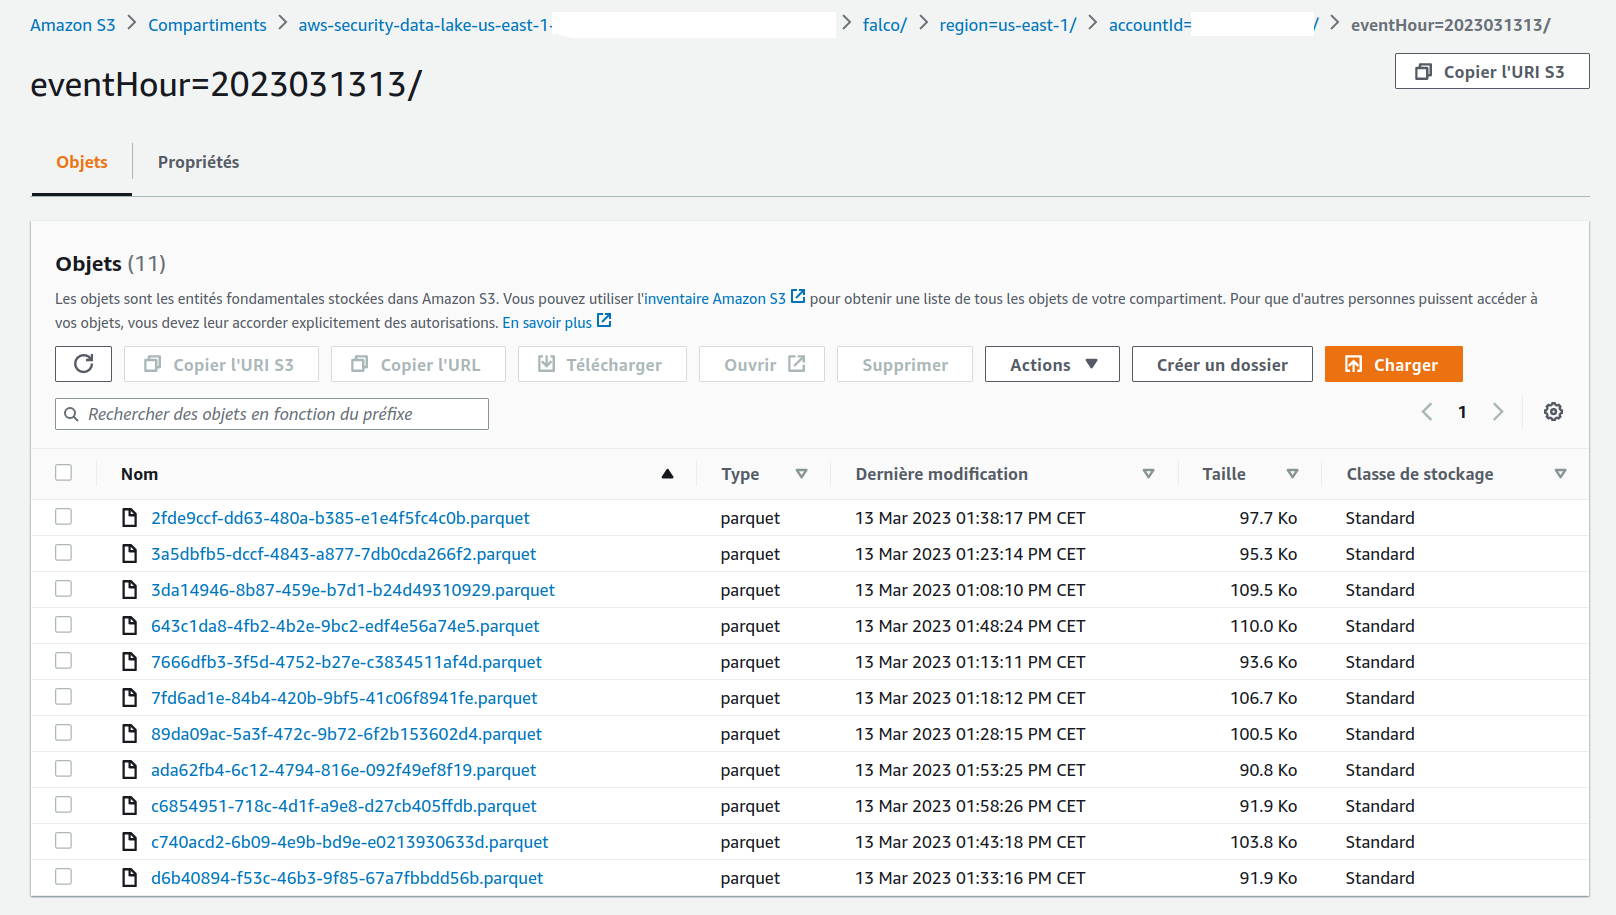 Amazon S3 > Compartiments > aws-security-data-lake-us-east-1- > falco/ > region=us-east-1/ > accountId= / > eventHour=2023031313/
eventHour=2023031313/
Copier l'URI S3
Objets Propriétés
Objets (11)
Les objets sont les entités fondamentales stockées dans Amazon S3. Vous pouvez utiliser l'inventaire Amazon S3 pour obtenir une liste de tous les objets de votre compartiment. Pour que d'autres personnes puissent accéder à
vos objets, vous devez leur accorder explicitement des autorisations. En savoir plus
Copier l'URI S3 Copier l'URL Télécharger Ouvrir Supprimer Actions Créer un dossier Charger
Rechercher des objets en fonction du préfixe 1
Nom Type Dernière modification Taille Classe de stockage
2fde9ccf-dd63-480a-b385-e1e4f5fc4c0b.parquet parquet 13 Mar 2023 01:38:17 PM CET 97.7 Ko Standard
3a5dbfb5-dccf-4843-a877-7db0cda266f2.parquet parquet 13 Mar 2023 01:23:14 PM CET 95.3 Ko Standard
3da14946-8b87-459e-b7d1-b24d49310929.parquet parquet 13 Mar 2023 01:08:10 PM CET 109.5 Ko Standard
643c1da8-4fb2-4b2e-9bc2-edf4e56a74e5.parquet parquet 13 Mar 2023 01:48:24 PM CET 110.0 Ko Standard
7666dfb3-3f5d-4752-b27e-c3834511af4d.parquet parquet 13 Mar 2023 01:13:11 PM CET 93.6 Ko Standard
7fd6ad1e-84b4-420b-9bf5-41c06f8941fe.parquet parquet 13 Mar 2023 01:18:12 PM CET 106.7 Ko Standard
89da09ac-5a3f-472c-9b72-6f2b153602d4.parquet parquet 13 Mar 2023 01:28:15 PM CET 100.5 Ko Standard
ada62fb4-6c12-4794-816e-092f49ef8f19.parquet parquet 13 Mar 2023 01:53:25 PM CET 90.8 Ko Standard
c6854951-718c-4d1f-a9e8-d27cb405ffdb.parquet parquet 13 Mar 2023 01:58:26 PM CET 91.9 Ko Standard
c740acd2-6b09-4e9b-bd9e-e0213930633d.parquet parquet 13 Mar 2023 01:43:18 PM CET 103.8 Ko Standard
d6b40894-f53c-46b3-9f85-67a7fbbdd56b.parquet parquet 13 Mar 2023 01:33:16 PM CET 91.9 Ko Standard